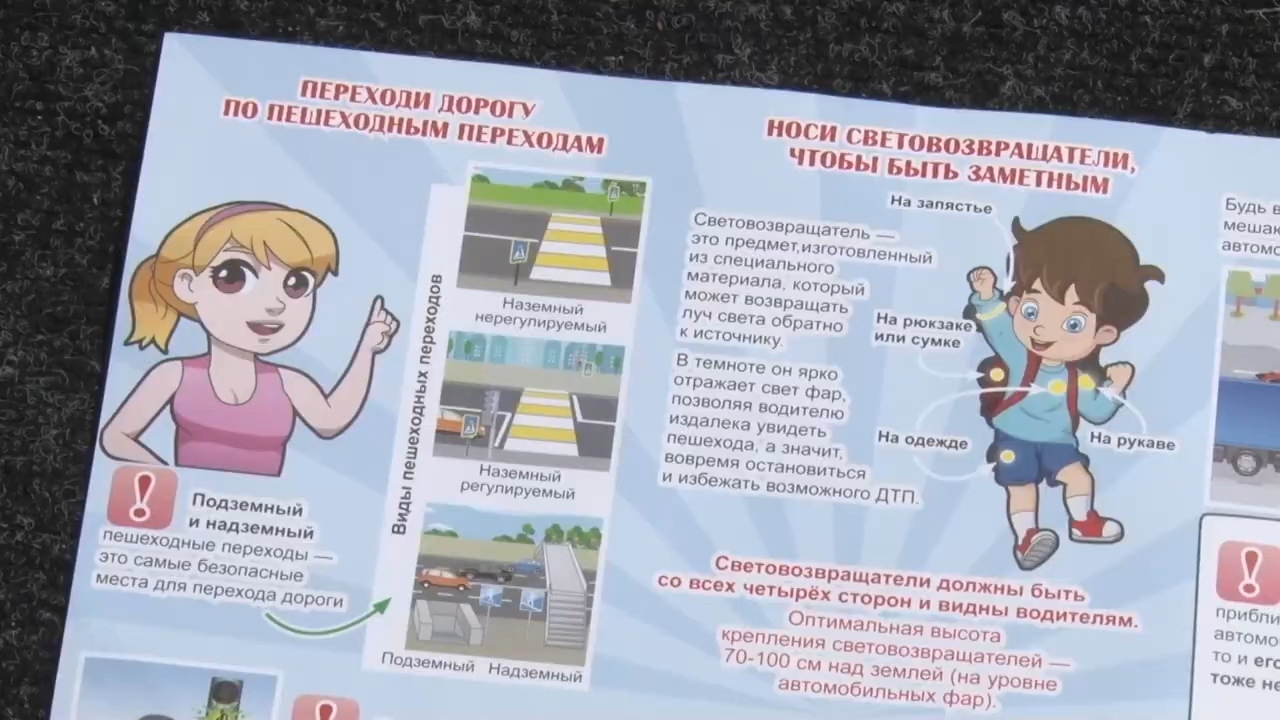 ПЕРЕХОДИ ДОРОГУ
ПО ПЕШЕХОДНЫМ ПЕРЕХОДАМ
Виды пешеходных переходов
Наземный
нерегулируемый
Наземный
регулируемый
Подземный Надземный
Подземный
и надземный
пешеходные переходы —
это самые безопасные
места для перехода дороги
НОСИ СВЕТОВОЗВРАЩАТЕЛИ,
ЧТОБЫ БЫТЬ ЗАМЕТНЫМ
Световозвращатель —
это предмет,изготовленный
из специального
материала, который
может возвращать
луч света обратно
к источнику.
В темноте он ярко
отражает свет фар,
позволяя водителю
издалека увидеть
пешехода, а значит,
вовремя остановиться
и избежать возможного ДТП.
На запястье
На рюкзаке
или сумке
На одежде
На рукаве
Световозвращатели должны быть
со всех четырёх сторон и видны водителям.
Оптимальная высота
крепления световозвращателей —
70-100 см над землей (на уровне
автомобильных фар).
Будь в
мешак
автомо
прибли
автомо
то и его
тоже не